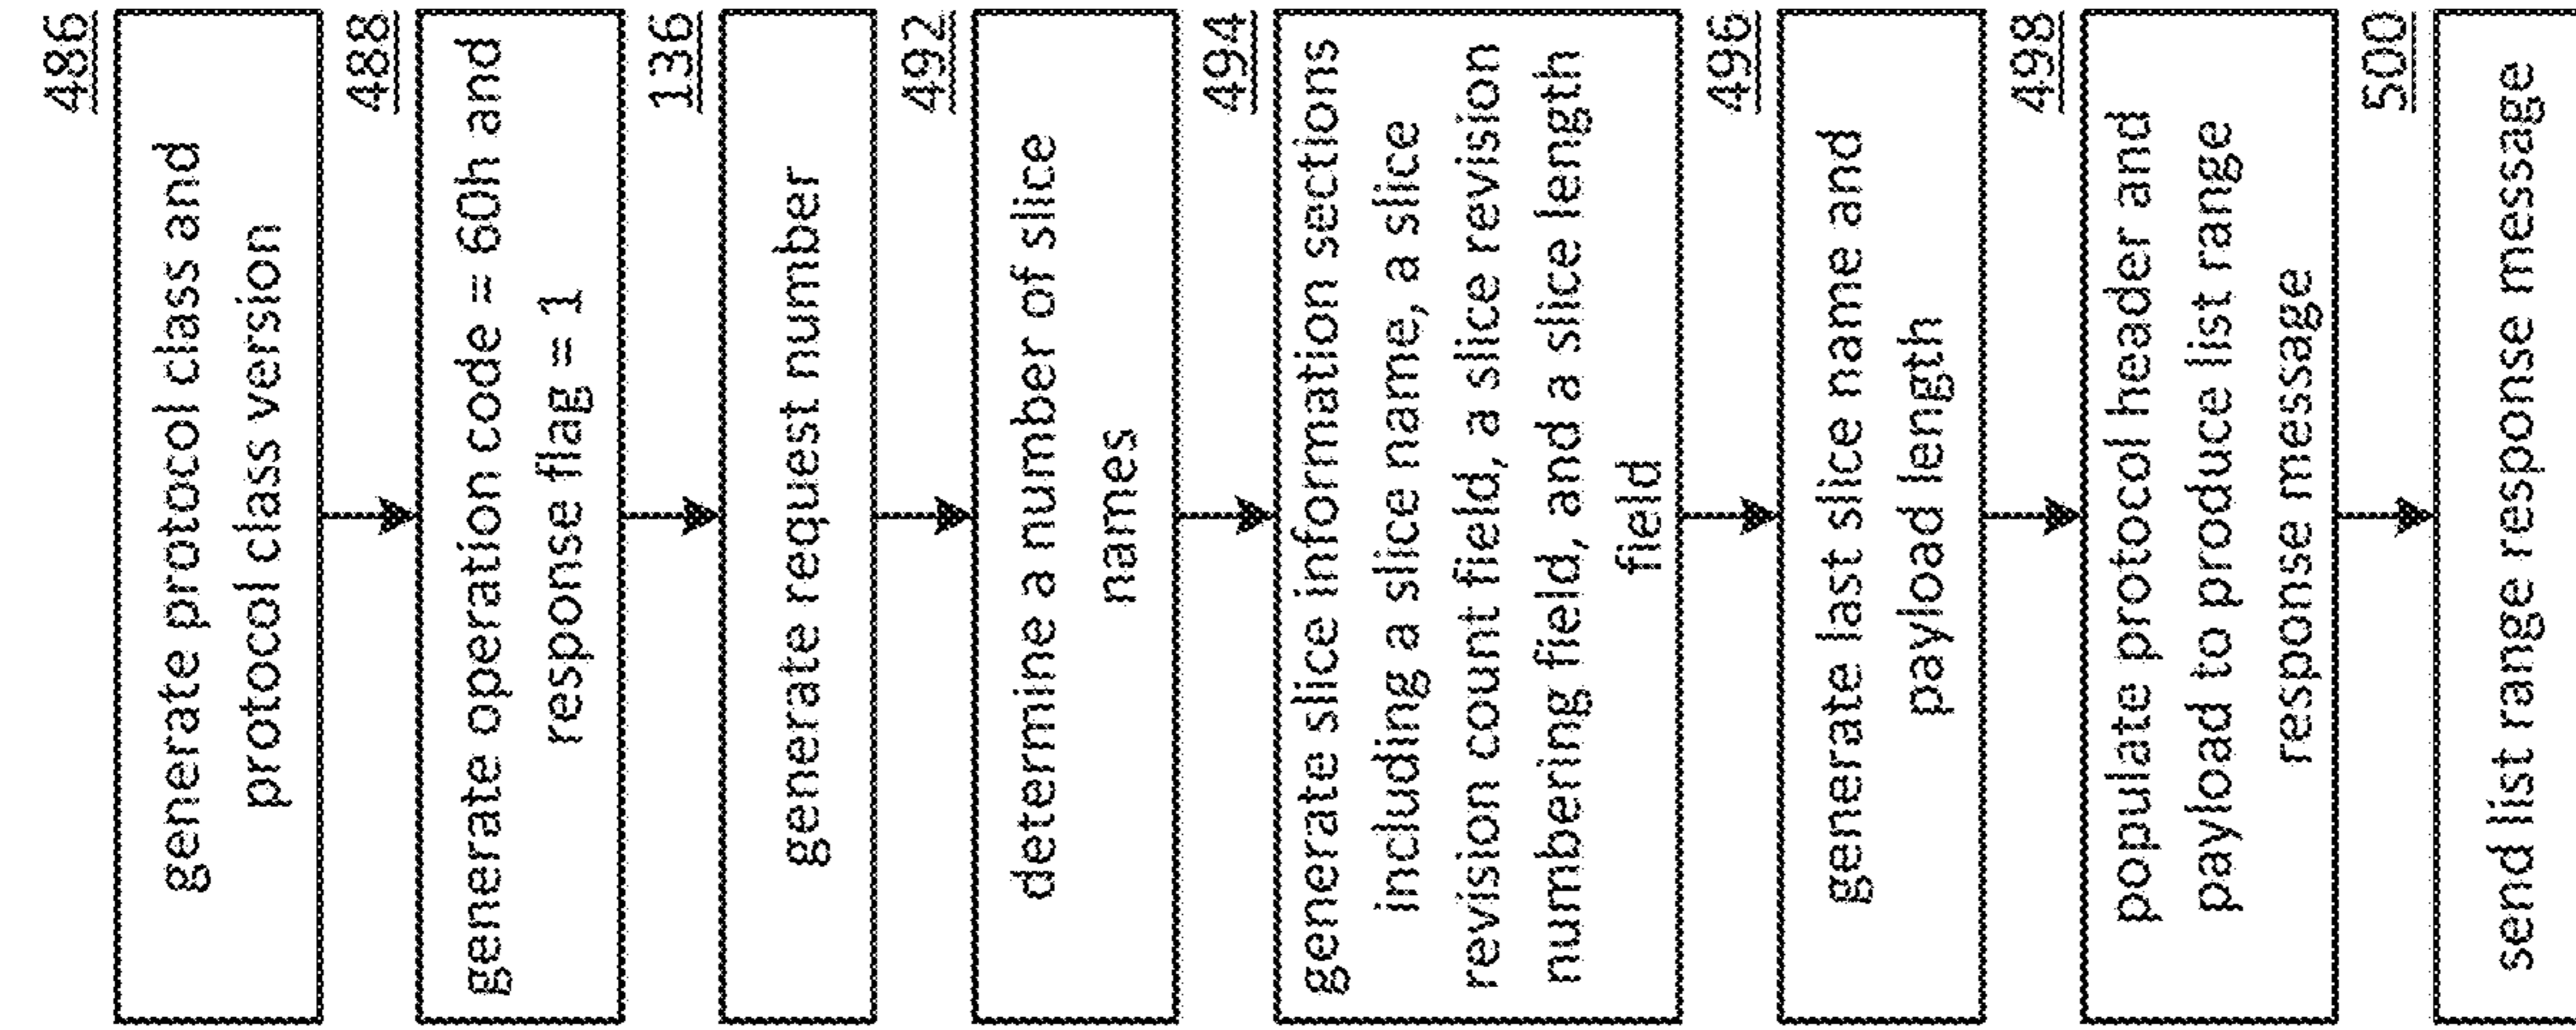 486
generate protocol class and
protocol class version
488
generate operation code = 60h and
response flag = 1
136
generate request number
492
determine a number of slice
names
494
generate slice information sections
including a slice name, a slice
revision count field, a slice revision
numbering field, and a slice length
field
496
generate last slice name and
payload length
498
populate protocol header and
payload to produce list range
response message
500
send list range response message